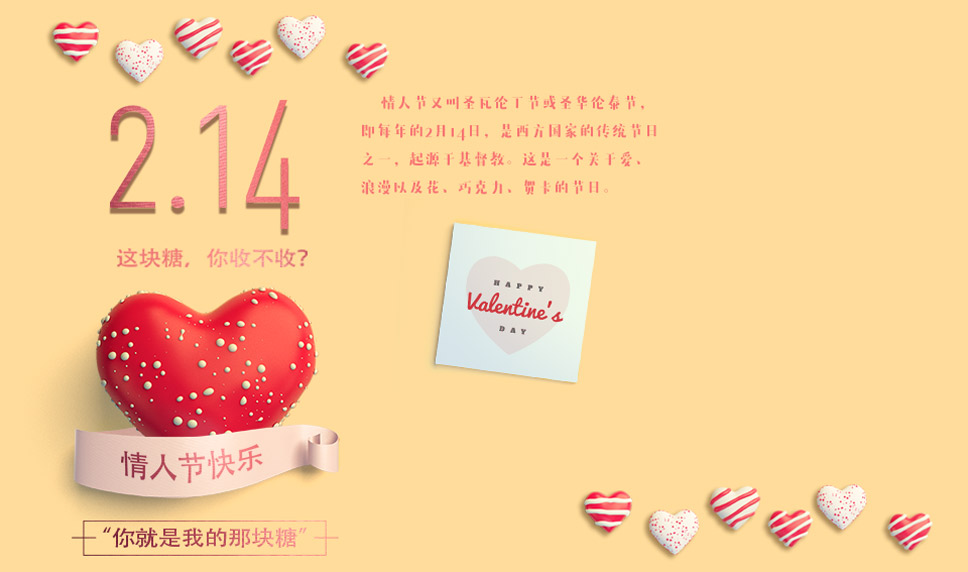 2.14
这块糖，你收不收？
情人节快乐
“你就是我的那块糖”
情人节又叫圣瓦伦丁节或圣华伦泰节，
即每年的2月14日，是西方国家的传统节日
之一，起源于基督教。这是一个关于爱、
浪漫以及花、巧克力、贺卡的节日。
HAPPY
Valentine's
DAY